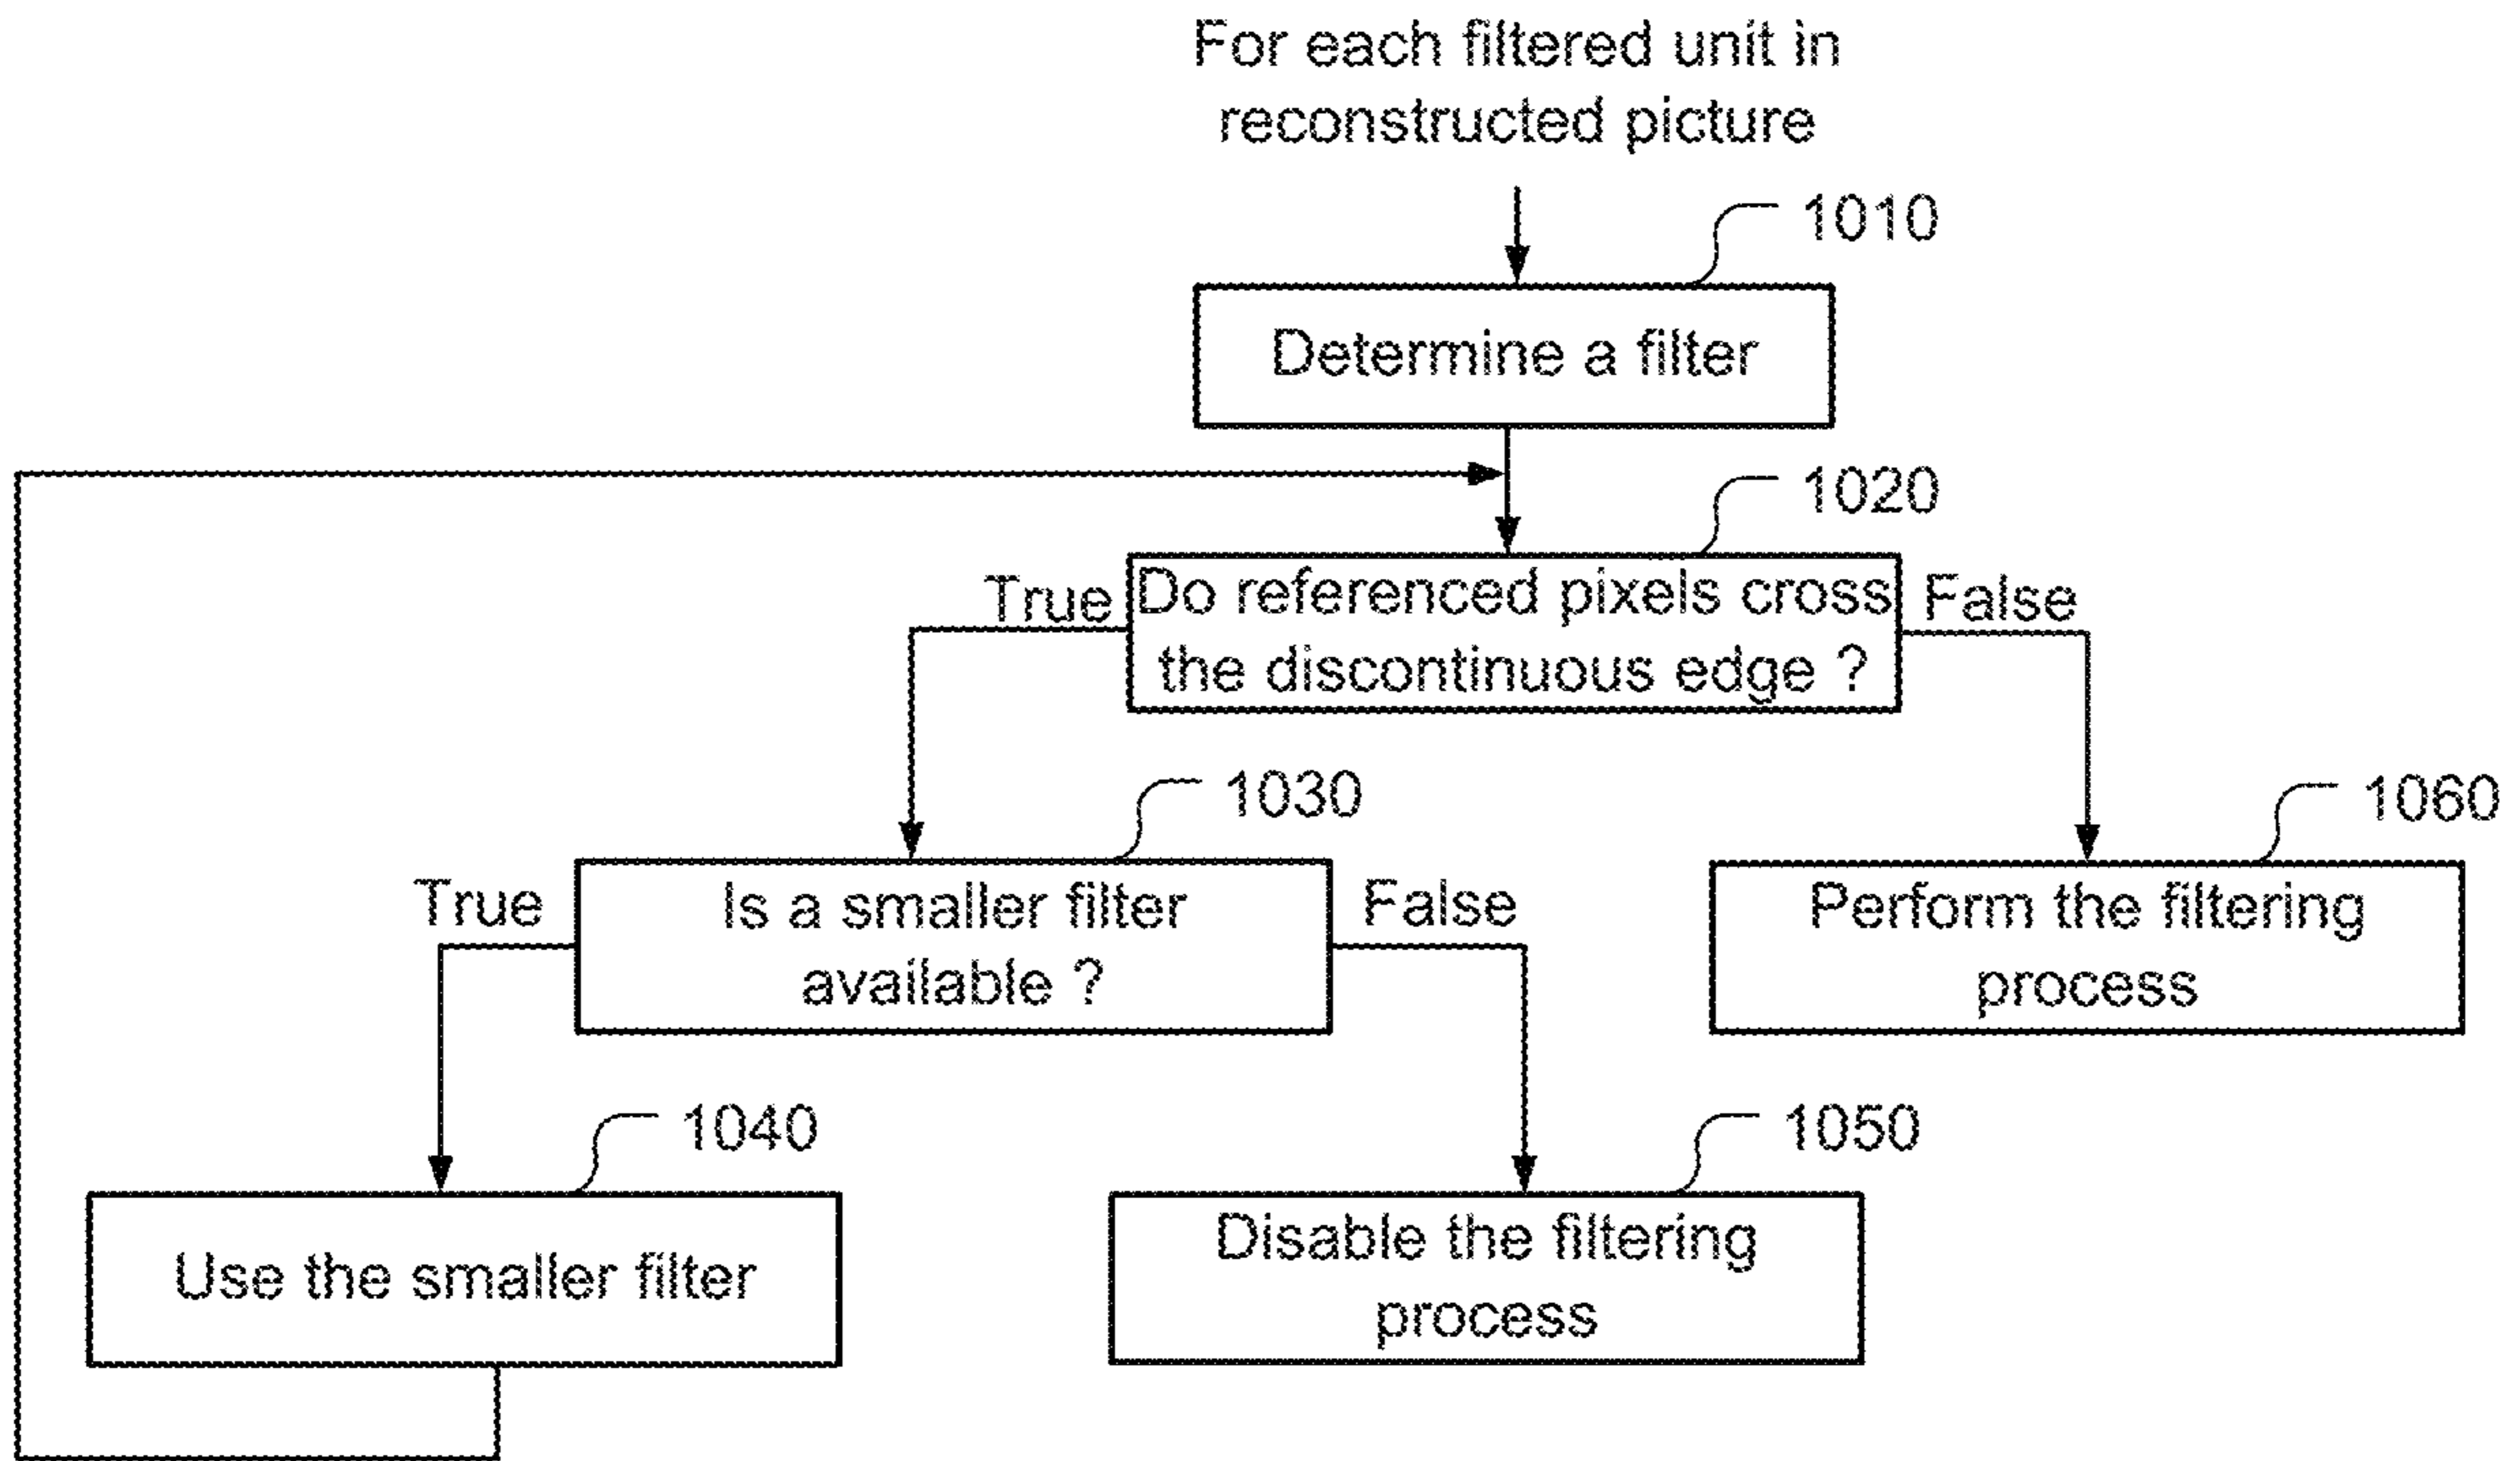 For each filtered unit in
reconstructed picture
1010
Determine a filter
1020
True
Do referenced pixels cross
the discontinuous edge ?
False
1030
1060
True
Is a smaller filter
available ?
False
Perform the filtering
process
1040
1050
Use the smaller filter
Disable the filtering
process